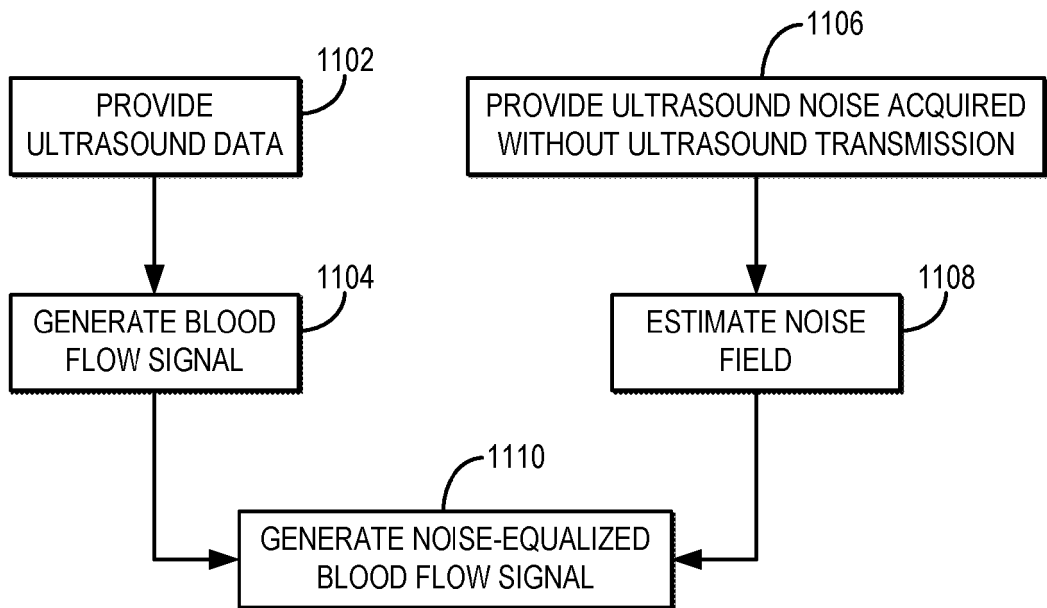 1102
PROVIDE
ULTRASOUND DATA
1106
PROVIDE ULTRASOUND NOISE ACQUIRED
WITHOUT ULTRASOUND TRANSMISSION
1104
GENERATE BLOOD
FLOW SIGNAL
1108
ESTIMATE NOISE
FIELD
1110
GENERATE NOISE-EQUALIZED
BLOOD FLOW SIGNAL